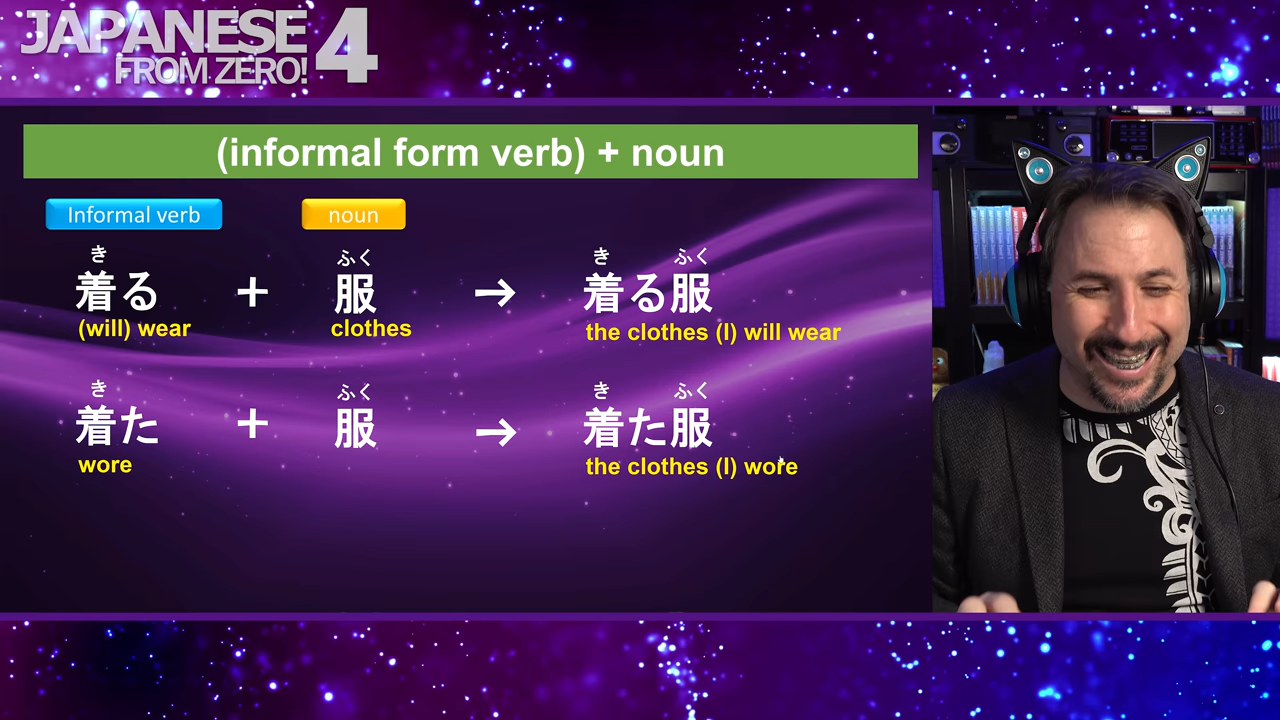 JAPANESE
FROM ZERO! 4
(informal form verb) + noun
Informal verb
noun
き
着る
+
ふく
服
→
き ふく
着る服
(will) wear
clothes
the clothes (I) will wear
き
着た
+
ふく
服
→
き ふく
着た服
wore
the clothes (I) wore